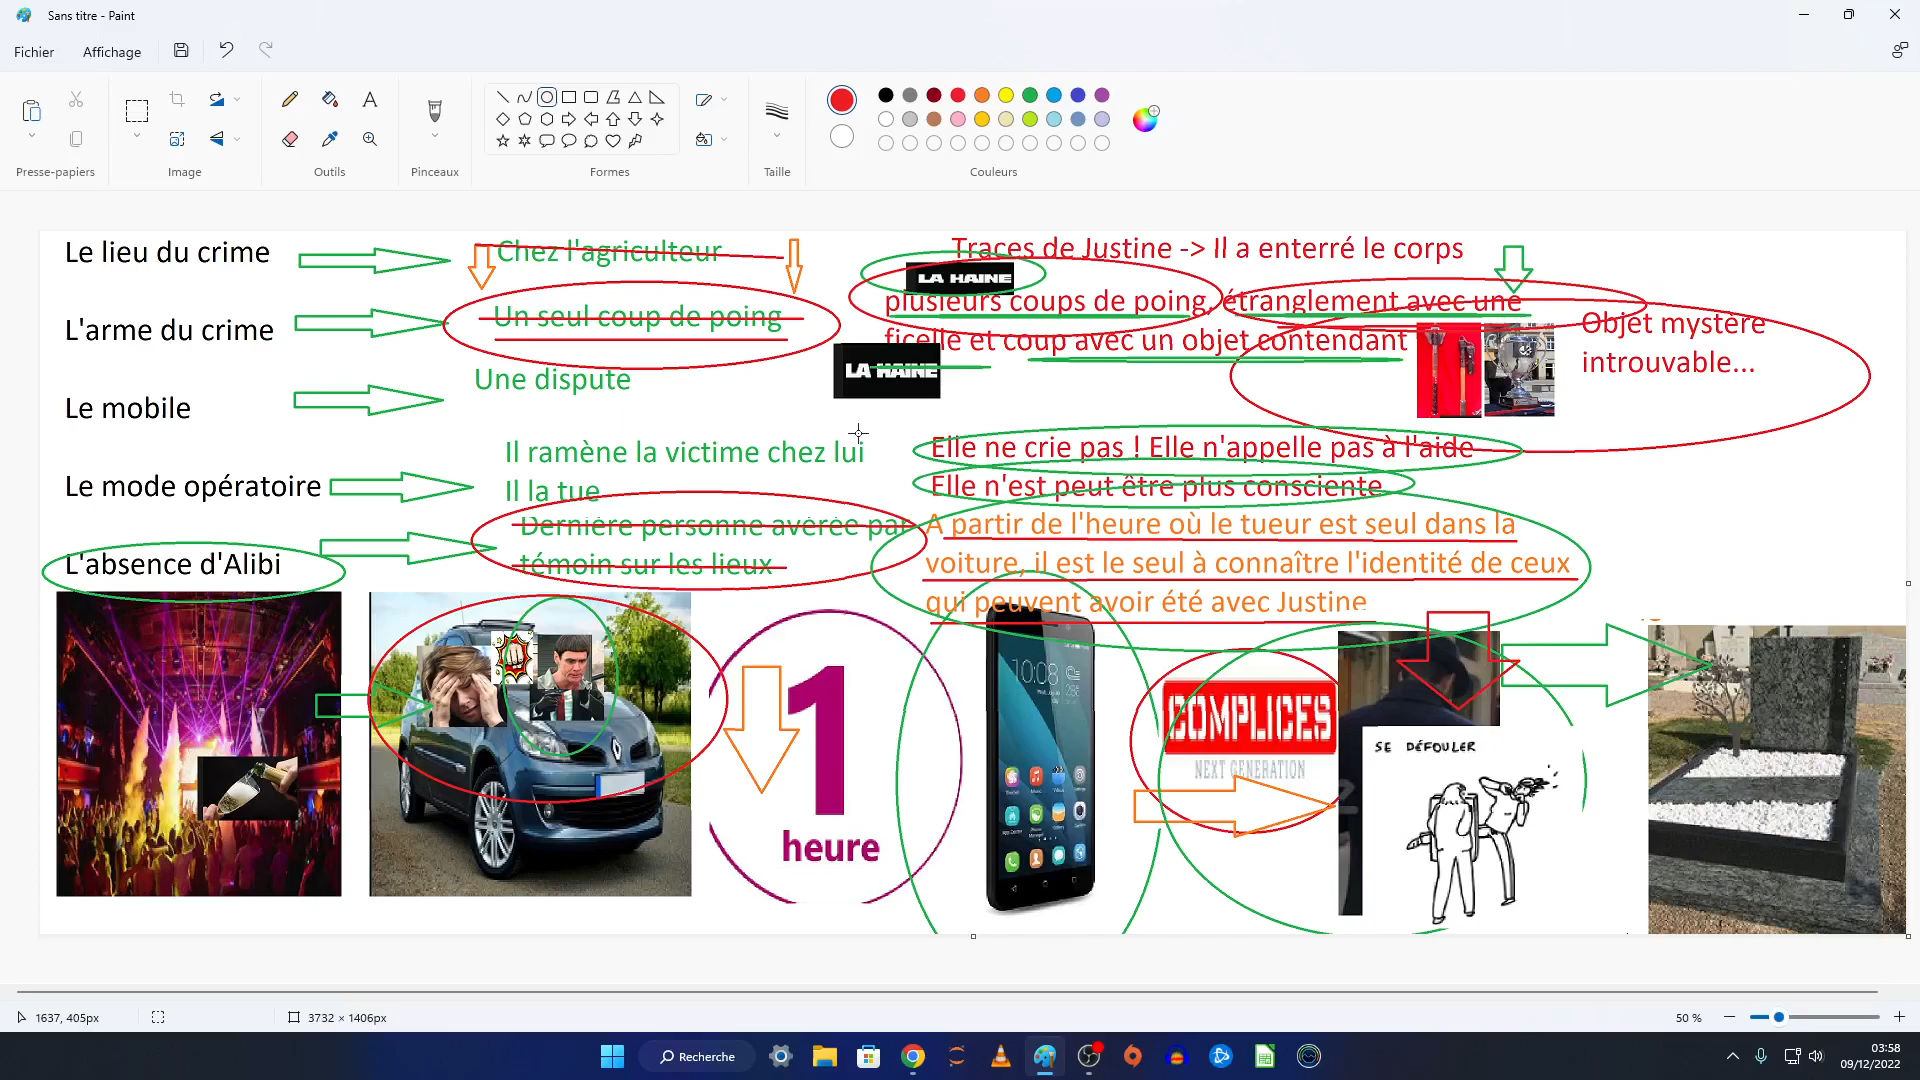 Sans titre - Paint
Fichier
Affichage
Presse-papiers
Image
Outils
Pinceaux
Formes
Taille
Couleurs
Le lieu du crime
Chez l'agriculteur
Traces de Justine -> Il a enterré le corps
LA HAINE
plusieurs coups de poing, étranglement avec une
L'arme du crime
Un seul coup de poing
ficelle et coup avec un objet contendant
Objet mystère
introuvable...
LA HAINE
Une dispute
Le mobile
Il ramène la victime chez lui
Elle ne crie pas ! Elle n'appelle pas à l'aide
Le mode opératoire
Il la tue
Elle n'est peut être plus consciente
Dernière personne avérée par
A partir de l'heure où le tueur est seul dans la
L'absence d'Alibi
témoin sur les lieux
voiture, il est le seul à connaître l'identité de ceux
qui peuvent avoir été avec Justine
10:08
1
heure
COMPLICES
NEXT GENERATION
SE DÉFOULER
1637, 405px
3732 × 1406px
50 %
Recherche
03:58
09/12/2022